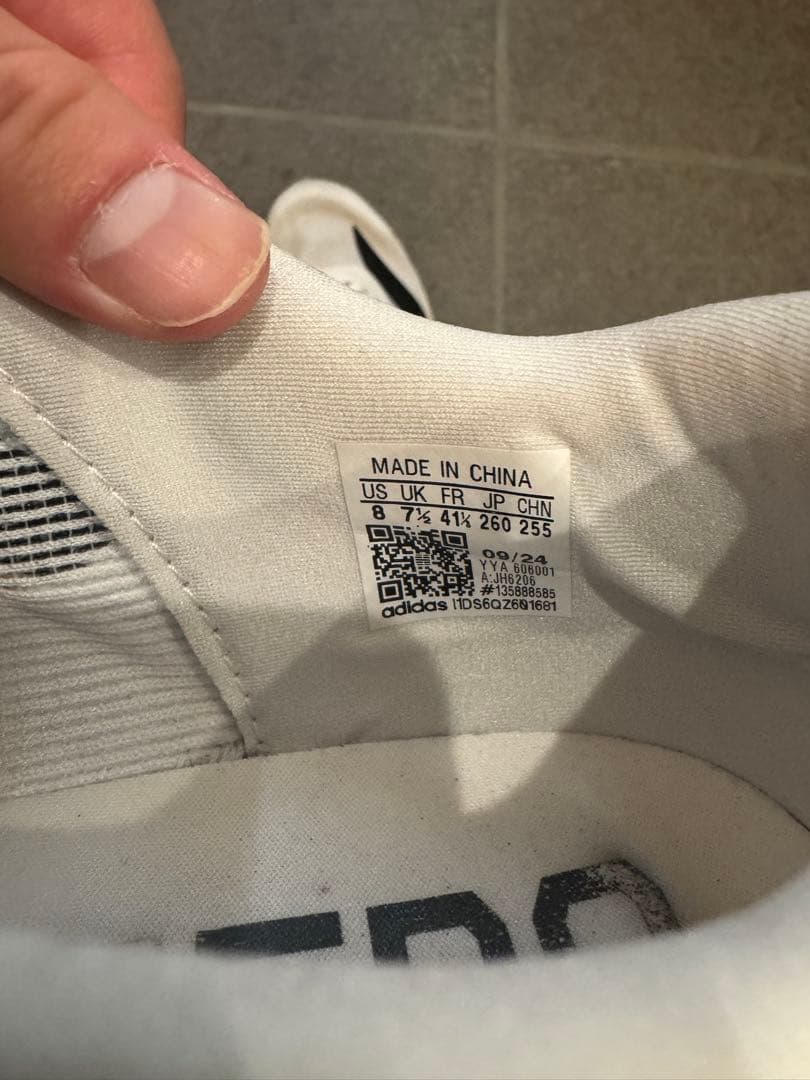 MADE IN CHINA
US UK FR JP CHN
8 7½ 41⅓ 260 255
09/24
YYA 606001
A:JH6206
#135888585
adidas I1DS6QZ601681